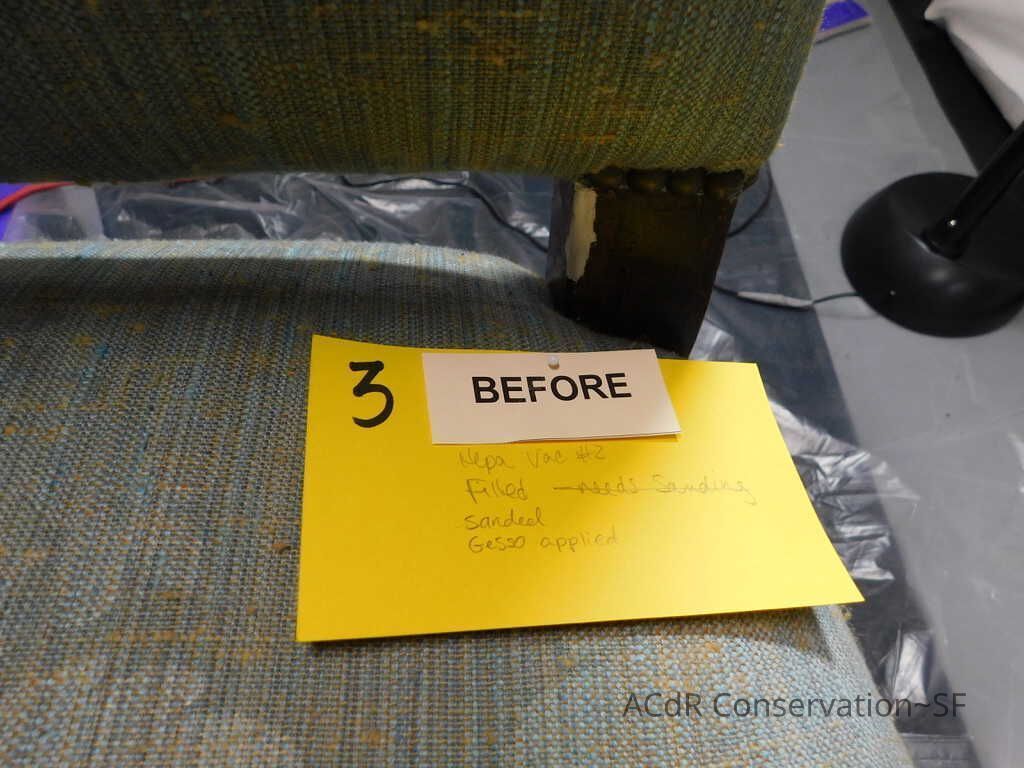 3
BEFORE
Hepa Vac #2
Filled needs Sanding
sanded
Gesso applied
ACdR Conservation~SF